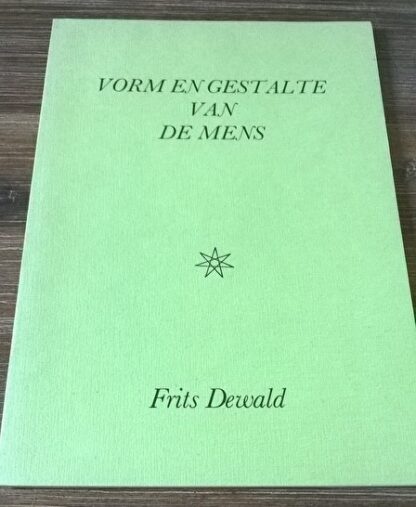 VORM EN GESTALTE
VAN
DE MENS
Frits Dewald